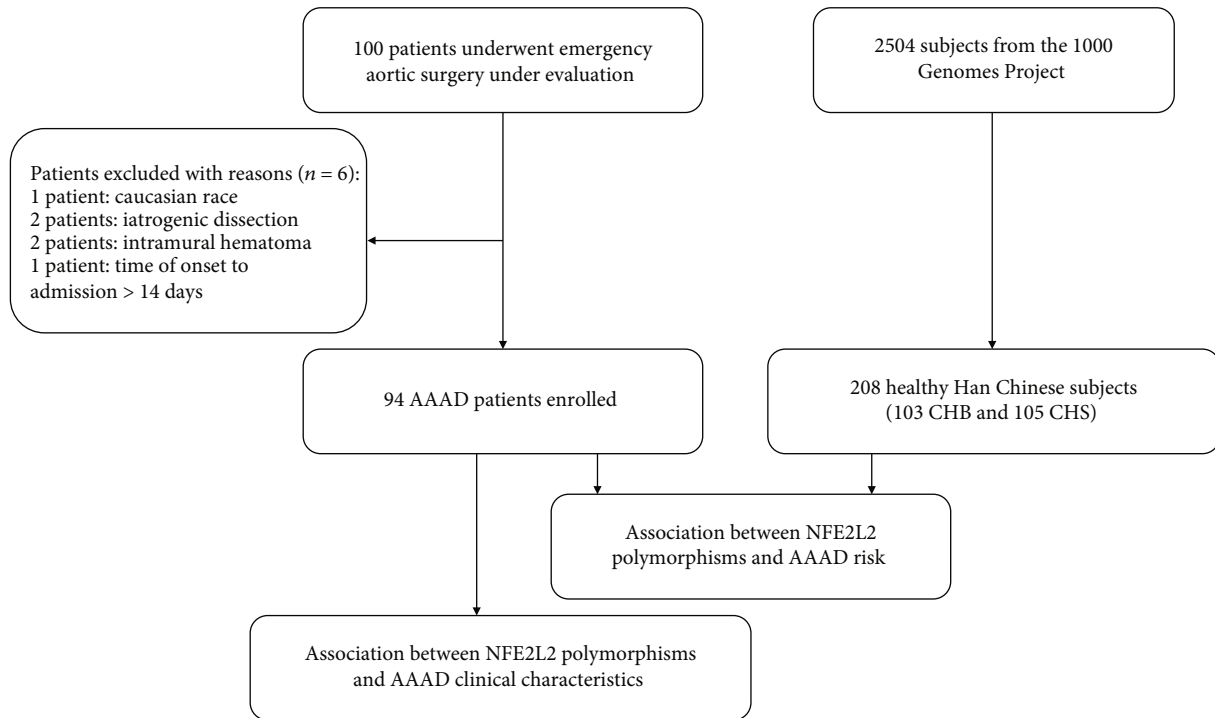 100 patients underwent emergency
aortic surgery under evaluation
2504 subjects from the 1000
Genomes Project
Patients excluded with reasons (n = 6):
1 patient: caucasian race
2 patients: iatrogenic dissection
2 patients: intramural hematoma
1 patient: time of onset to
admission > 14 days
94 AAAD patients enrolled
208 healthy Han Chinese subjects
(103 CHB and 105 CHS)
Association between NFE2L2
polymorphisms and AAAD risk
Association between NFE2L2 polymorphisms
and AAAD clinical characteristics